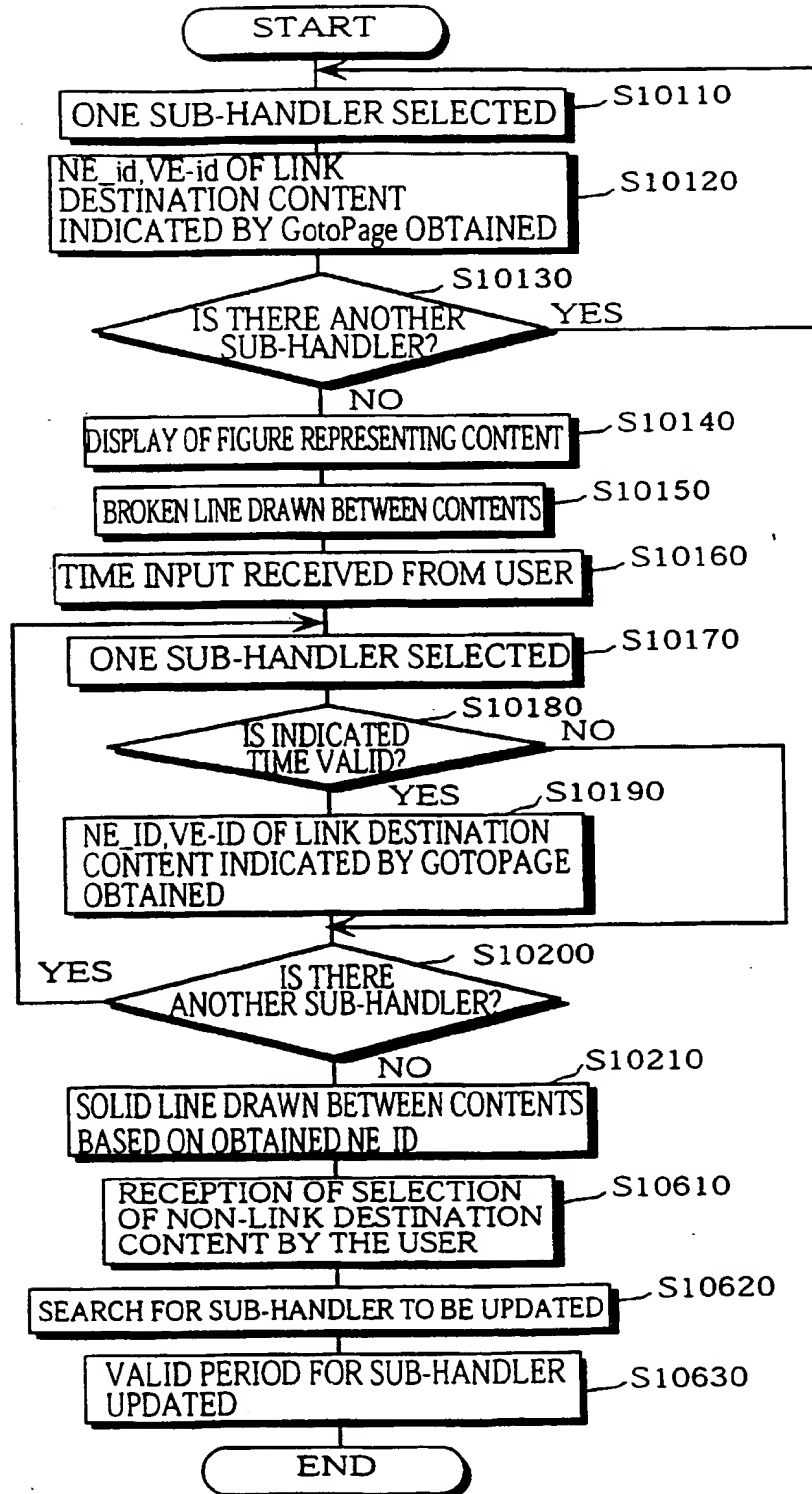 START
ONE SUB-HANDLER SELECTED
S10110
NE_id,VE-id OF LINK
DESTINATION CONTENT
INDICATED BY GotoPage OBTAINED
S10120
S10130
IS THERE ANOTHER
SUB-HANDLER?
YES
NO
DISPLAY OF FIGURE REPRESENTING CONTENT
S10140
BROKEN LINE DRAWN BETWEEN CONTENTS
S10150
TIME INPUT RECEIVED FROM USER
S10160
ONE SUB-HANDLER SELECTED
S10170
S10180
IS INDICATED
TIME VALID?
NO
YES
S10190
NE_ID,VE-ID OF LINK DESTINATION
CONTENT INDICATED BY GOTOPAGE
OBTAINED
YES
S10200
IS THERE
ANOTHER SUB-HANDLER?
NO
S10210
SOLID LINE DRAWN BETWEEN CONTENTS
BASED ON OBTAINED NE_ID
RECEPTION OF SELECTION
OF NON-LINK DESTINATION
CONTENT BY THE USER
S10610
SEARCH FOR SUB-HANDLER TO BE UPDATED
S10620
VALID PERIOD FOR SUB-HANDLER
UPDATED
S10630
END